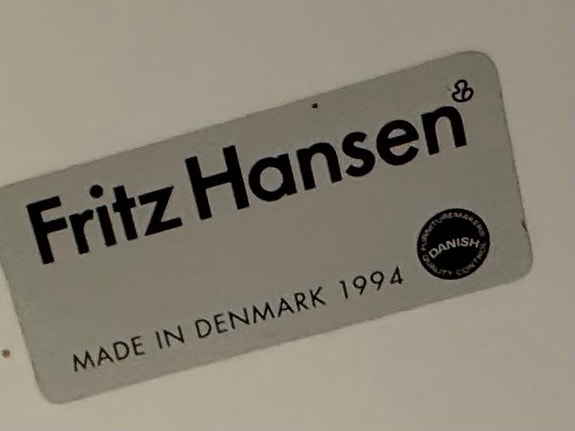 Fritz Hansen
MADE IN DENMARK 1994
FURNITUREMAKERS
DANISH
QUALITY CONTROL